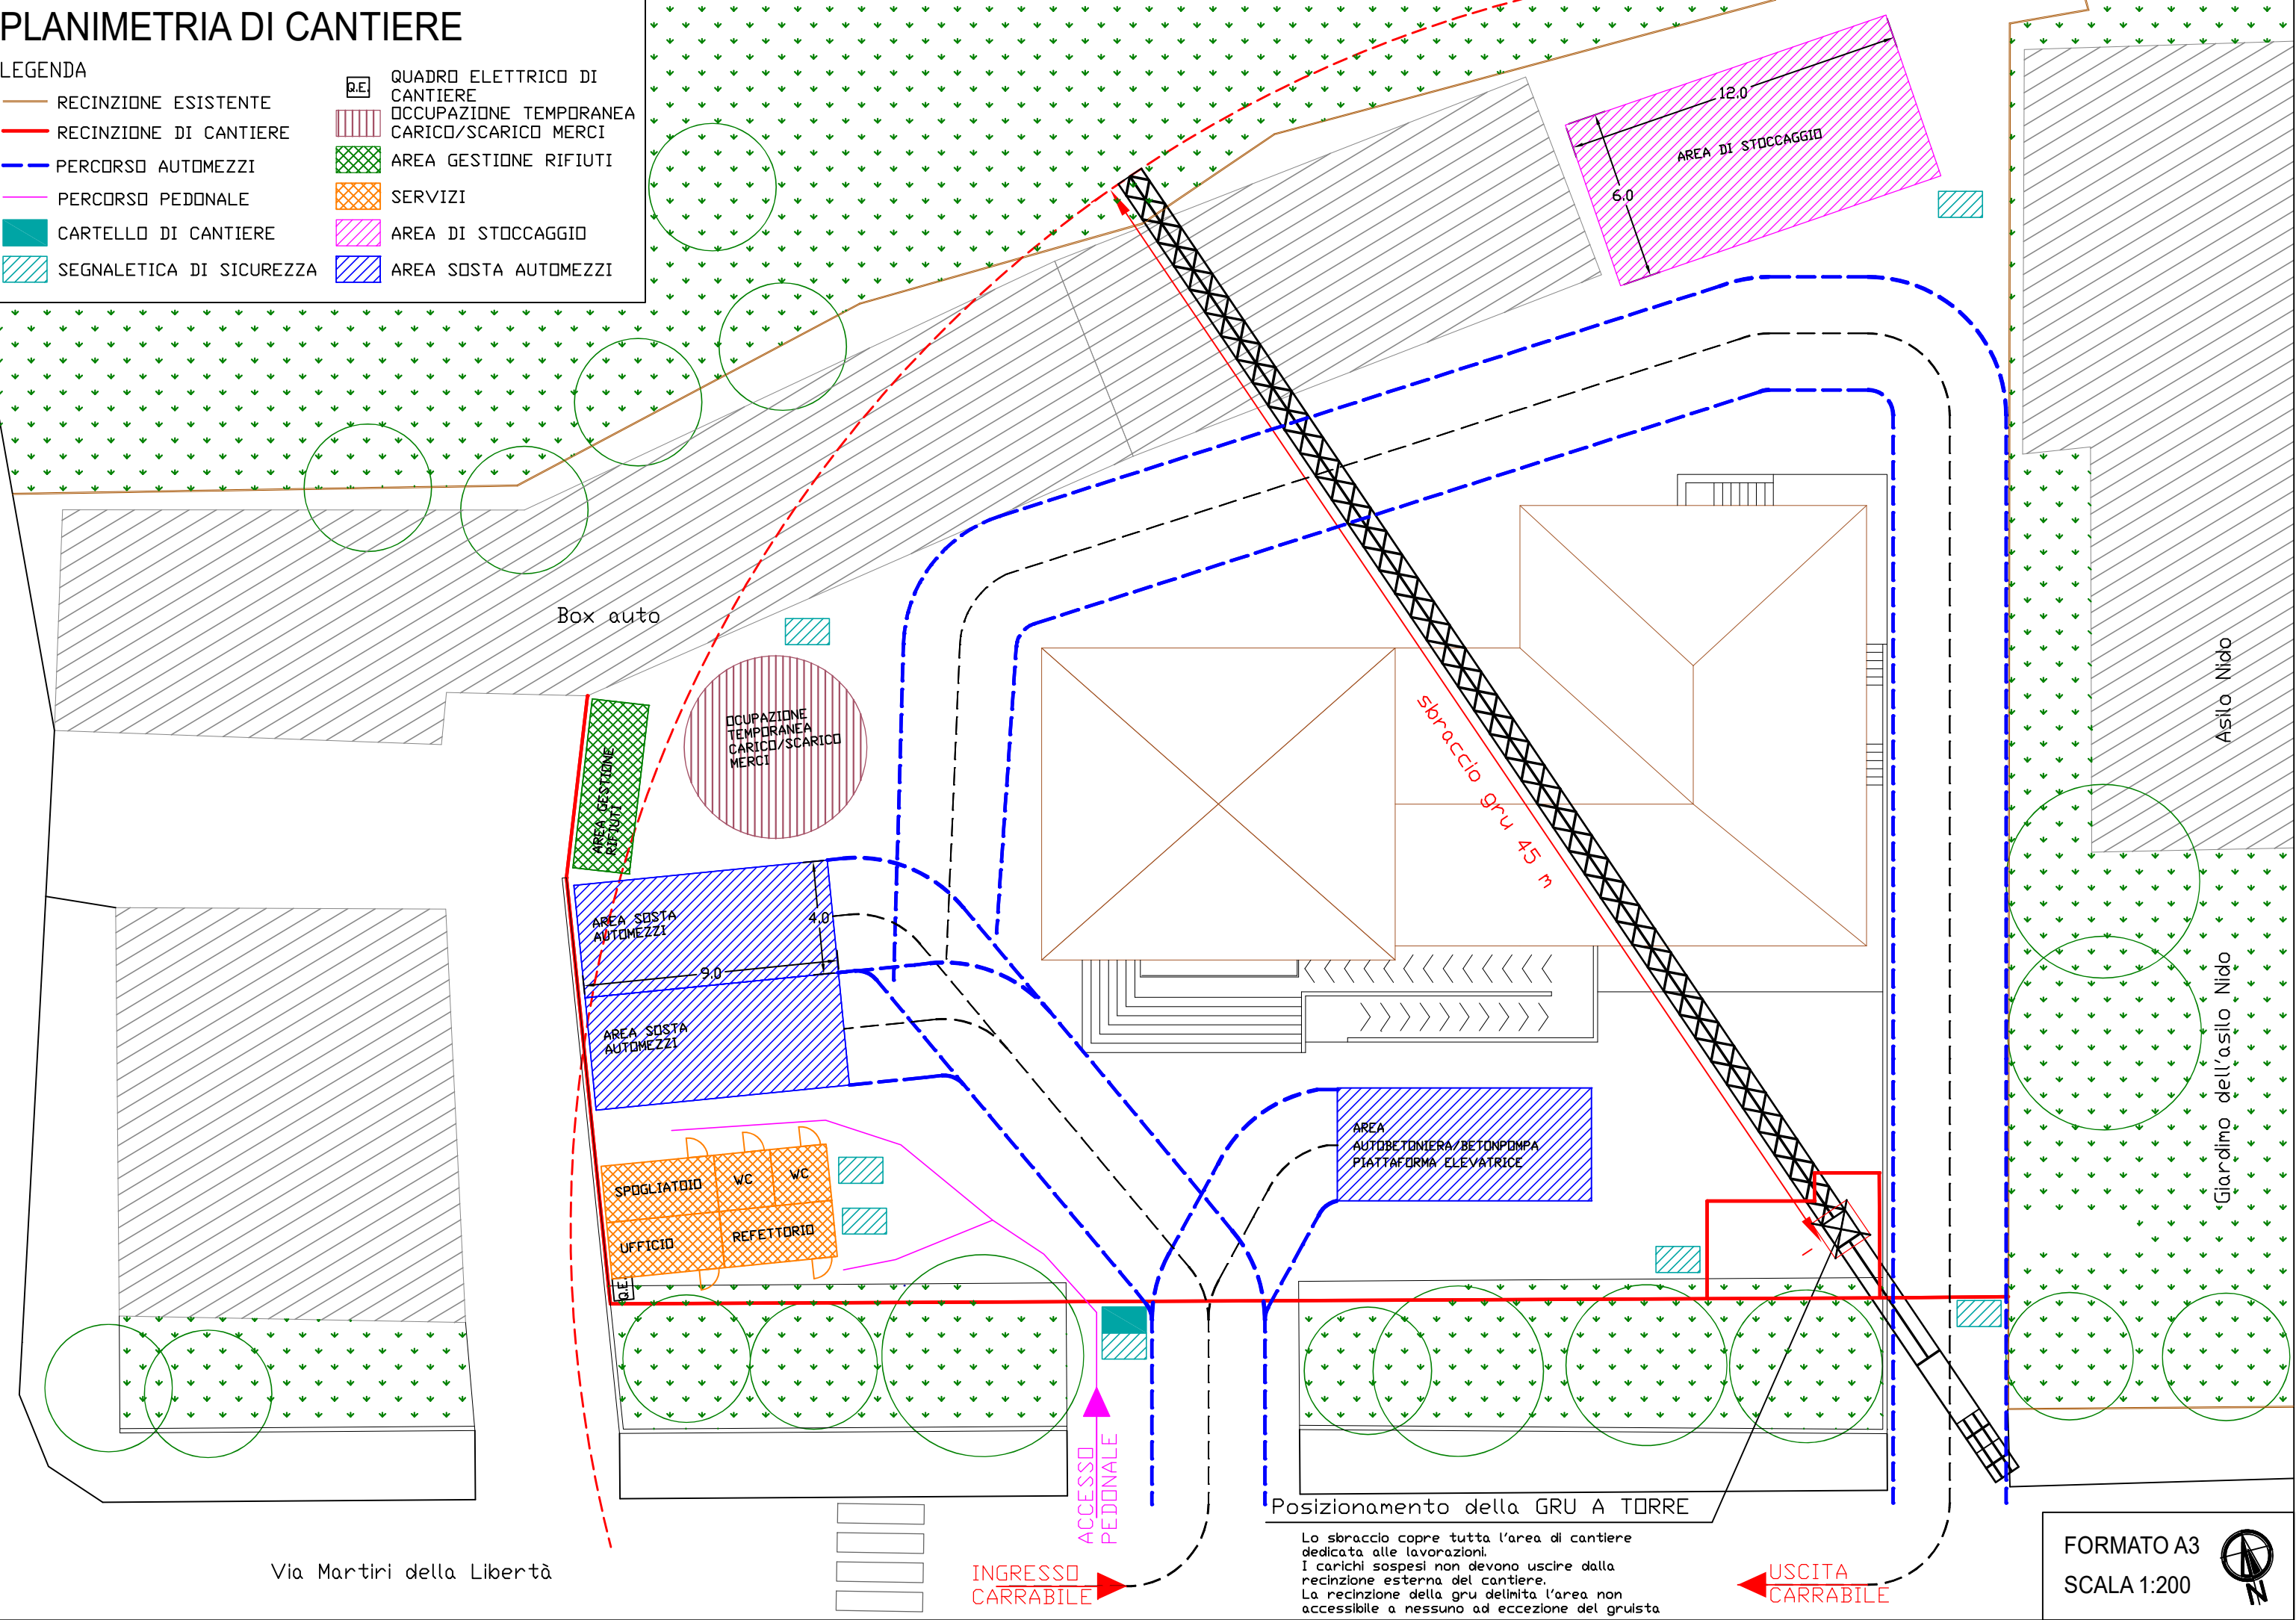 PLANIMETRIA DI CANTIERE
LEGENDA
RECINZIONE ESISTENTE
RECINZIONE DI CANTIERE
PERCORSO AUTOMEZZI
PERCORSO PEDONALE
CARTELLO DI CANTIERE
SEGNALETICA DI SICUREZZA
Q.E.
QUADRO ELETTRICO DI
CANTIERE
OCCUPAZIONE TEMPORANEA
CARICO/SCARICO MERCI
AREA GESTIONE RIFIUTI
SERVIZI
AREA DI STOCCAGGIO
AREA SOSTA AUTOMEZZI
12.0
AREA DI STOCCAGGIO
6.0
Box auto
OCUPAZIONE
TEMPORANEA
CARICO/SCARICO
MERCI
AREA GESTIONE
RIFIUTI
sbraccio gru 45 m
Asilo Nido
Giardimo dell'asilo Nido
AREA SOSTA
AUTOMEZZI
4.0
9.0
AREA SOSTA
AUTOMEZZI
AREA
AUTOBETONIERA/BETONPOMPA
PIATTAFORMA ELEVATRICE
SPOGLIATOIO
WC
WC
UFFICIO
REFETTORIO
Q.E.
ACCESSO
PEDONALE
Posizionamento della GRU A TORRE
Lo sbraccio copre tutta l'area di cantiere
dedicata alle lavorazioni.
I carichi sospesi non devono uscire dalla
recinzione esterna del cantiere.
La recinzione della gru delinita l'area non
accessibile a nessuno ad eccezione del gruista
Via Martiri della Libertà
INGRESSO
CARRABILE
USCITA
CARRABILE
FORMATO A3
SCALA 1:200
N